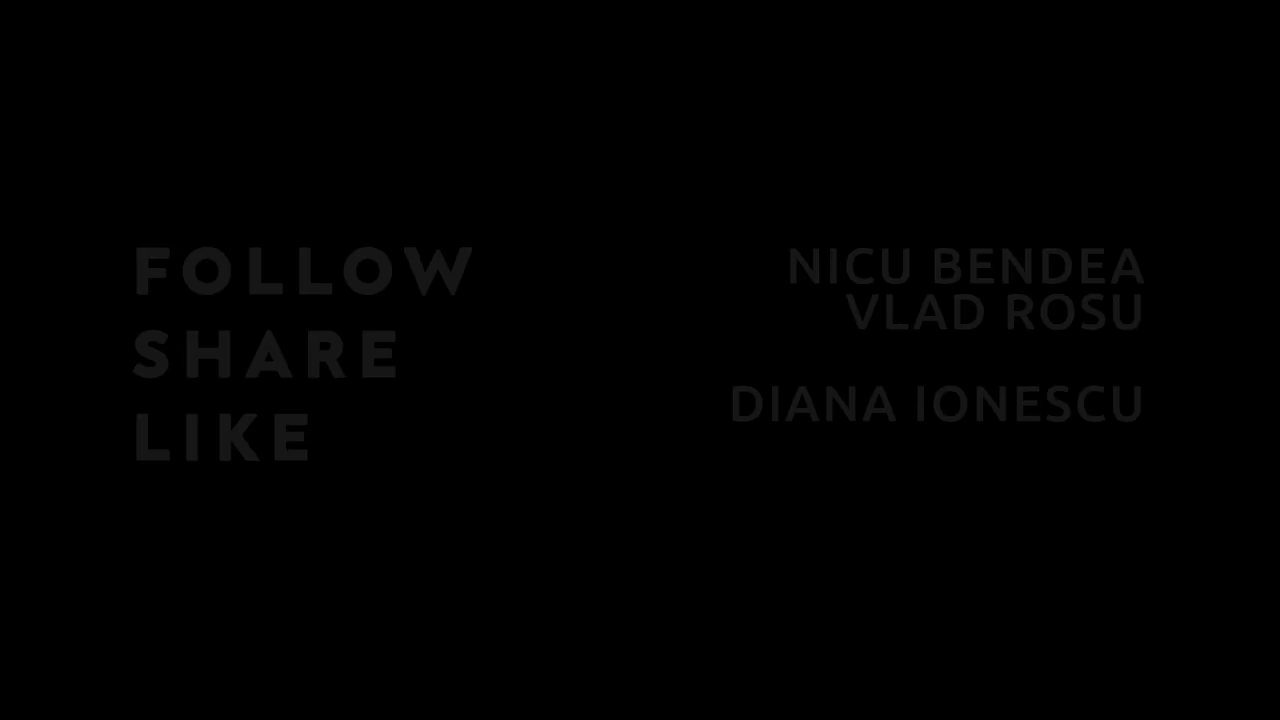 FOLLOW
SHARE
LIKE
NICU BENDEA
VLAD ROSU
DIANA IONESCU